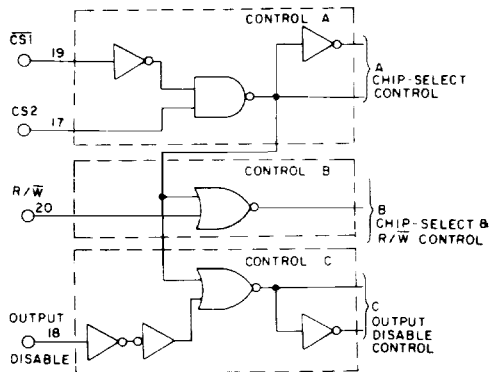 CONTROL A
CS1
19
CS2
17
A
CHIP-SELECT
CONTROL
CONTROL B
R/W
20
B
CHIP-SELECT &
R/W CONTROL
CONTROL C
OUTPUT
18
DISABLE
C
OUTPUT
DISABLE
CONTROL